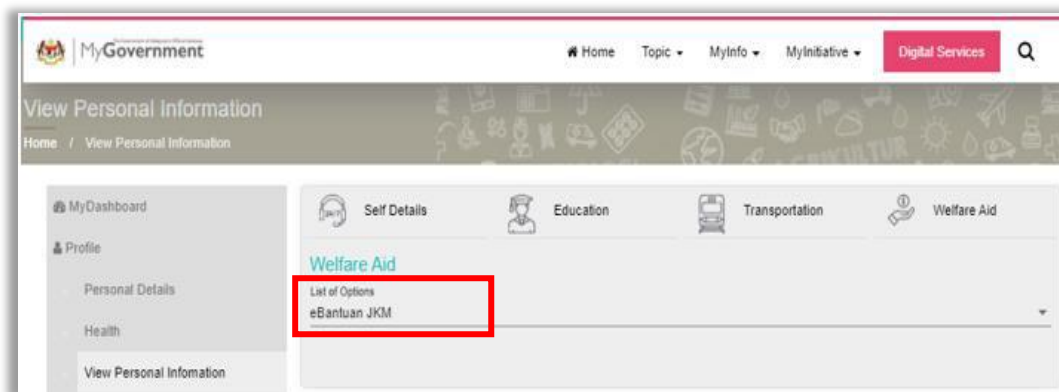 MyGovernment
Home Topic MyInfo MyInitiative Digital Services
View Personal Information
Home / View Personal Information
MyDashboard
Profile
Personal Details
Health
View Personal Infomation
Self Details Education Transportation Welfare Aid
Welfare Aid
List of Options
eBantuan JKM